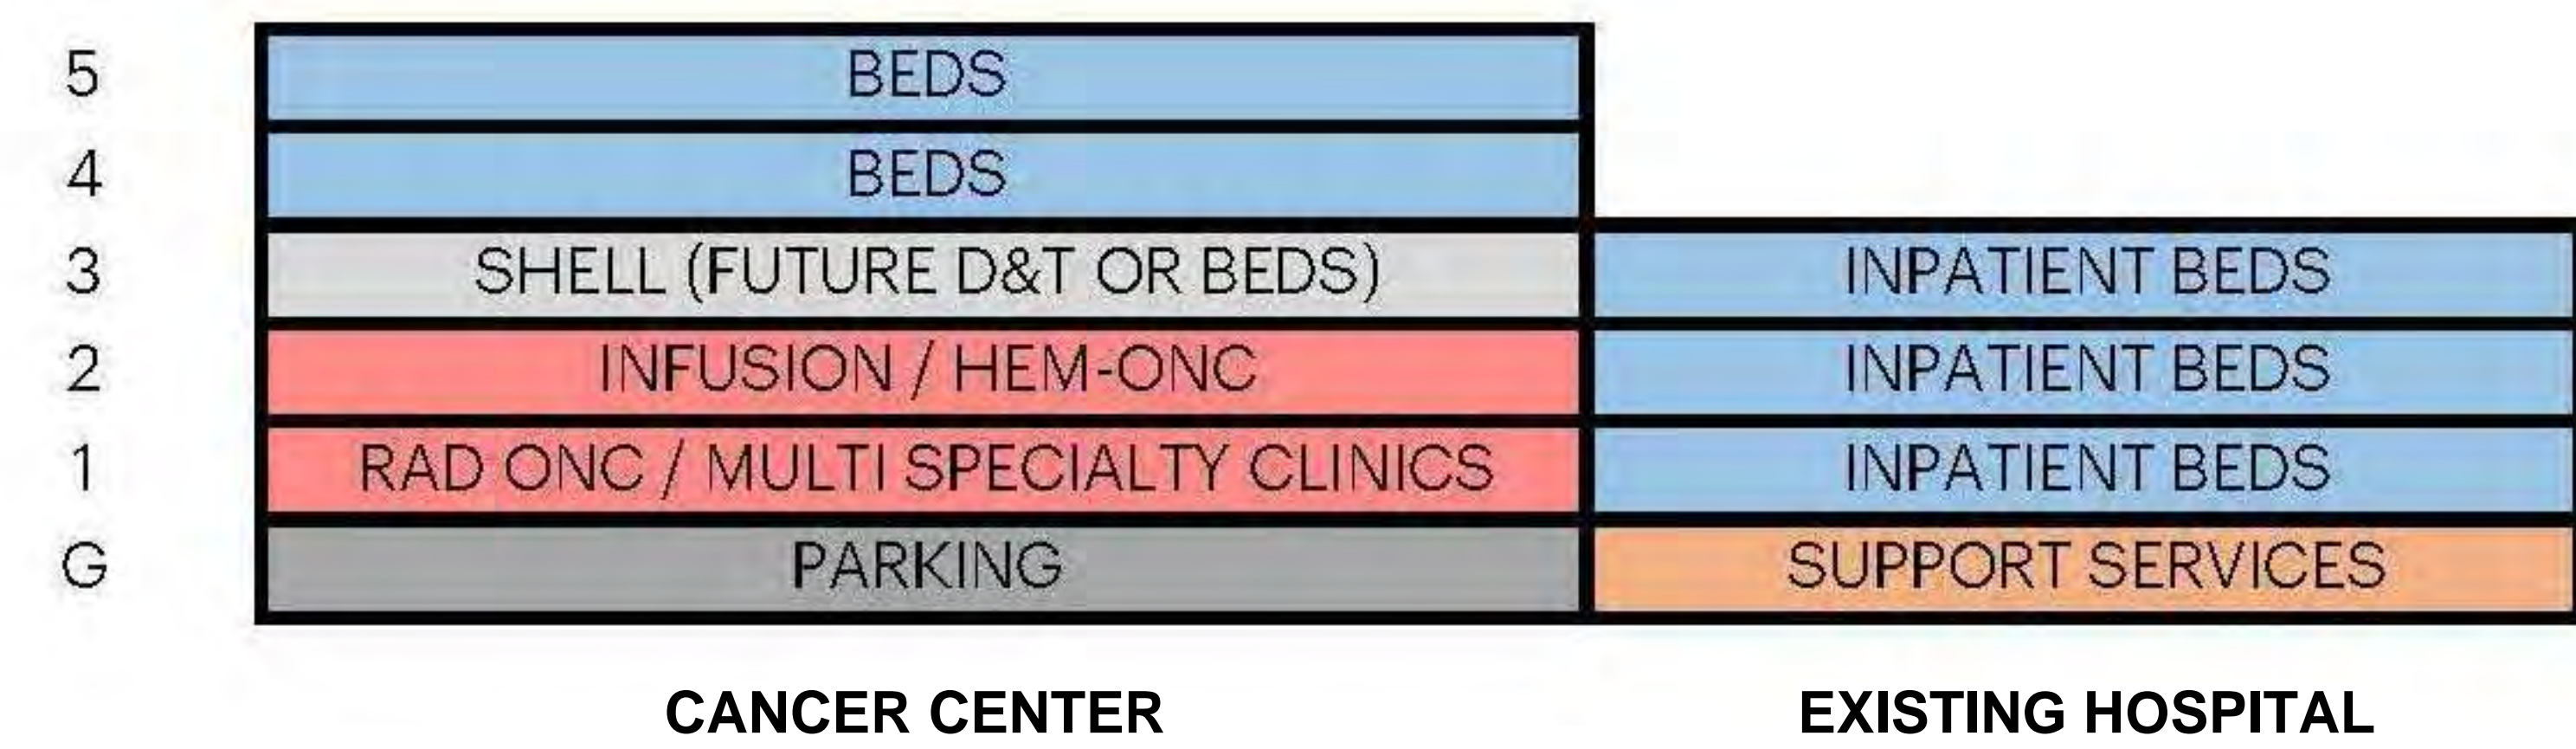 5 BEDS
4 BEDS
3 SHELL (FUTURE D&T OR BEDS) INPATIENT BEDS
2 INFUSION / HEM-ONC INPATIENT BEDS
1 RAD ONC / MULTI SPECIALTY CLINICS INPATIENT BEDS
G PARKING SUPPORT SERVICES
CANCER CENTER EXISTING HOSPITAL